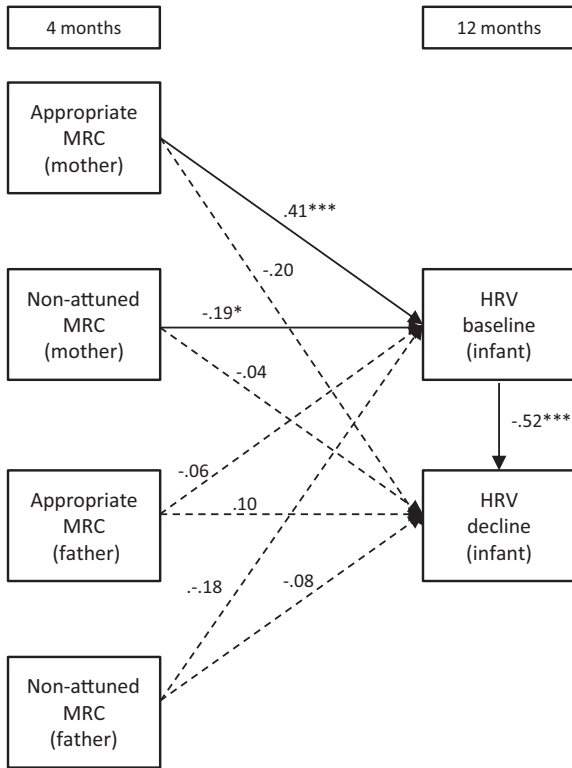 4 months
12 months
Appropriate
MRC
(mother)
.41***
-.20
Non-attuned
MRC
(mother)
-.19*
HRV
baseline
(infant)
-.04
-.52***
-.06
Appropriate
MRC
(father)
.10
HRV
decline
(infant)
.-.18
-.08
Non-attuned
MRC
(father)